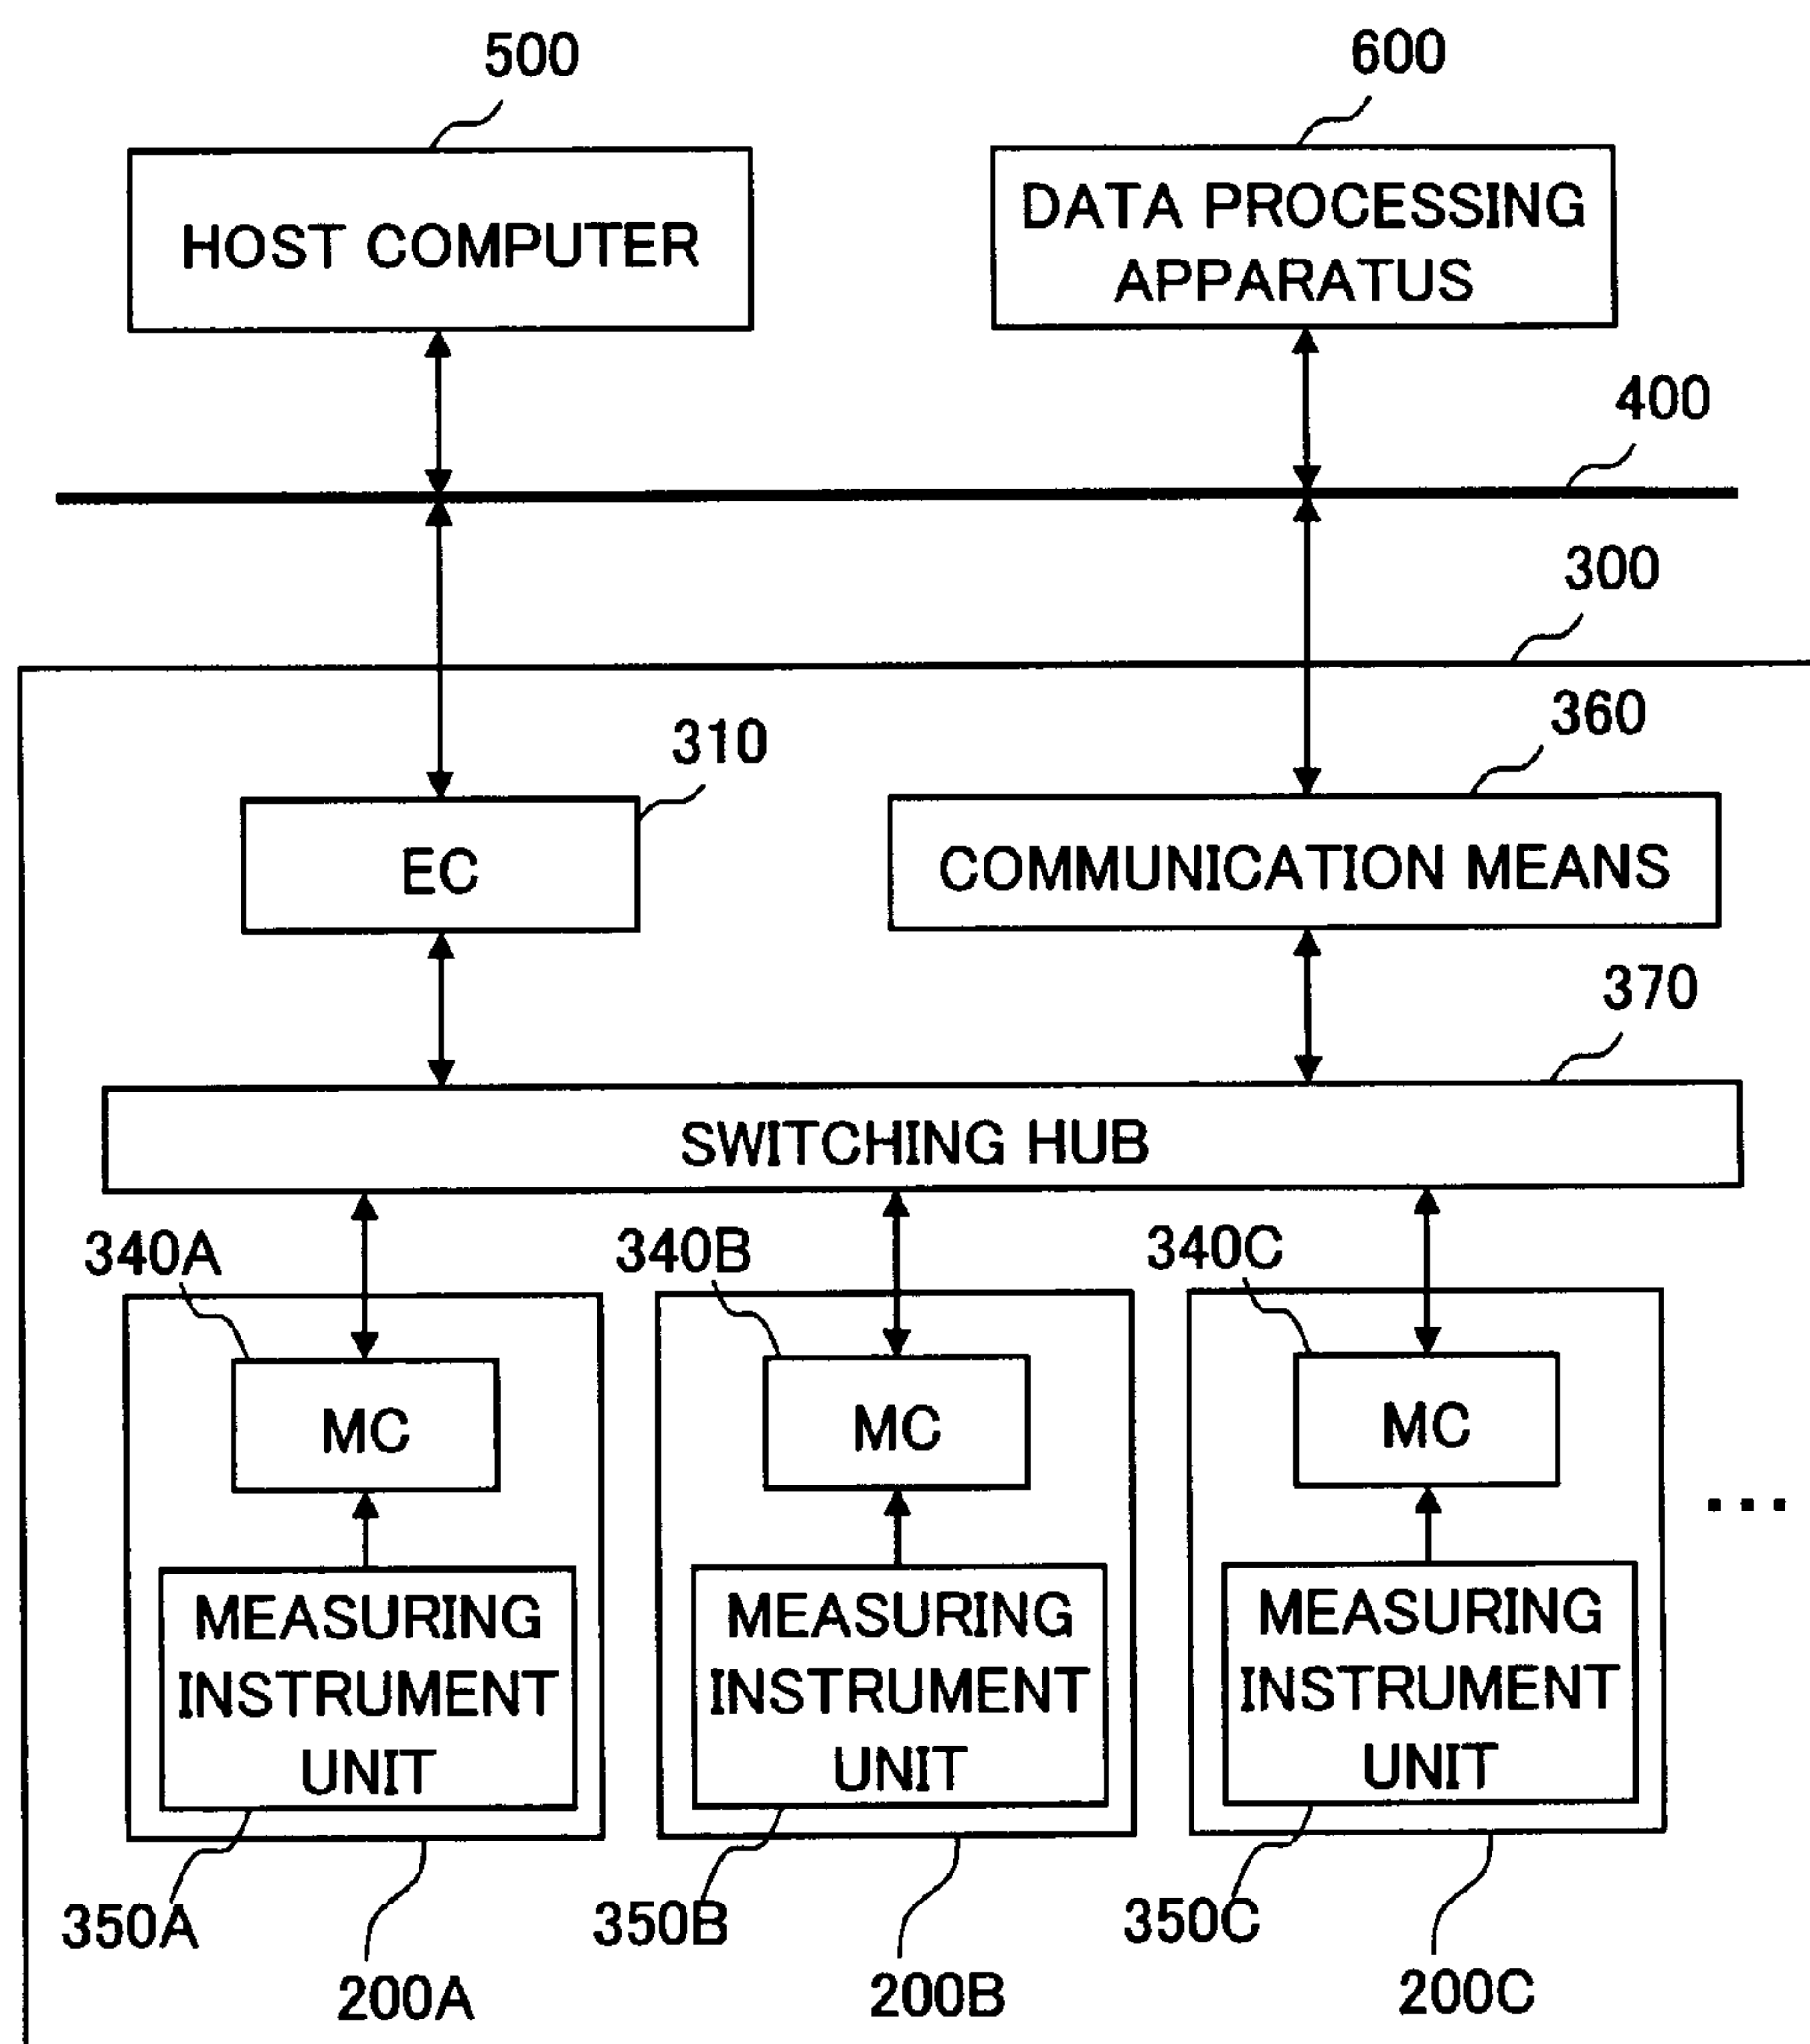 500
600
HOST COMPUTER
DATA PROCESSING
APPARATUS
400
300
310
360
EC
COMMUNICATION MEANS
370
SWITCHING HUB
340A
340B
340C
MC
MC
MC
...
MEASURING
INSTRUMENT
UNIT
MEASURING
INSTRUMENT
UNIT
MEASURING
INSTRUMENT
UNIT
350A
350B
350C
200A
200B
200C